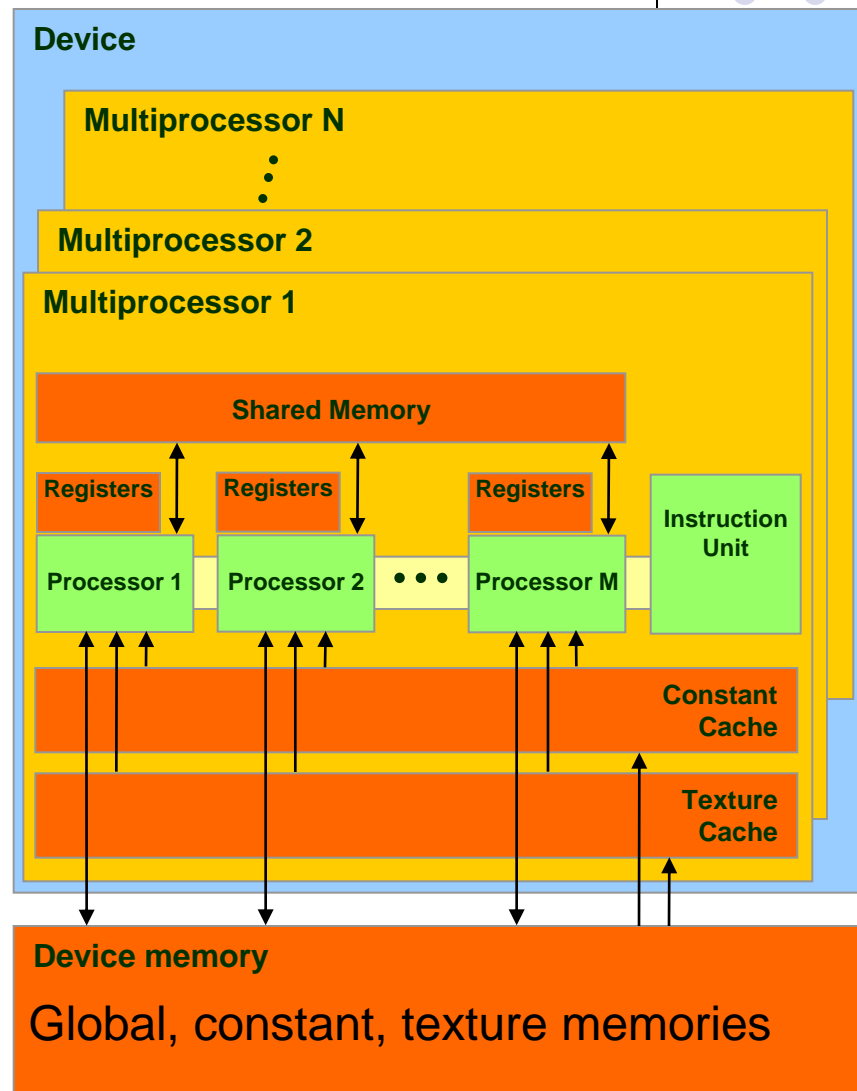 Device
Multiprocessor N
Multiprocessor 2
Multiprocessor 1
Shared Memory
Registers
Registers
Registers
Instruction
Unit
Processor 1
Processor 2
Processor M
Constant
Cache
Texture
Cache
Device memory
Global, constant, texture memories